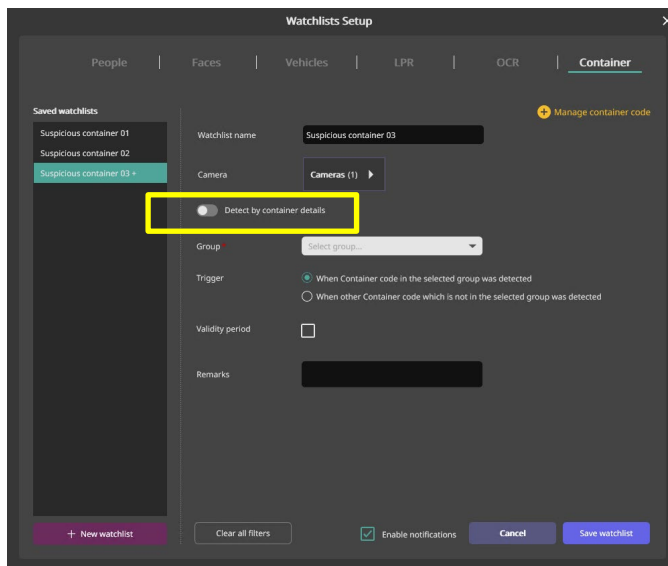 Watchlists Setup
People | Faces | Vehicles | LPR | OCR | Container
Saved watchlists
Manage container code
Suspicious container 01
Suspicious container 02
Suspicious container 03 +
Watchlist name
Suspicious container 03
Camera
Cameras (1)
Detect by container details
Group *
Select group...
Trigger
When Container code in the selected group was detected
When other Container code which is not in the selected group was detected
Validity period
Remarks
+ New watchlist
Clear all filters
Enable notifications
Cancel
Save watchlist